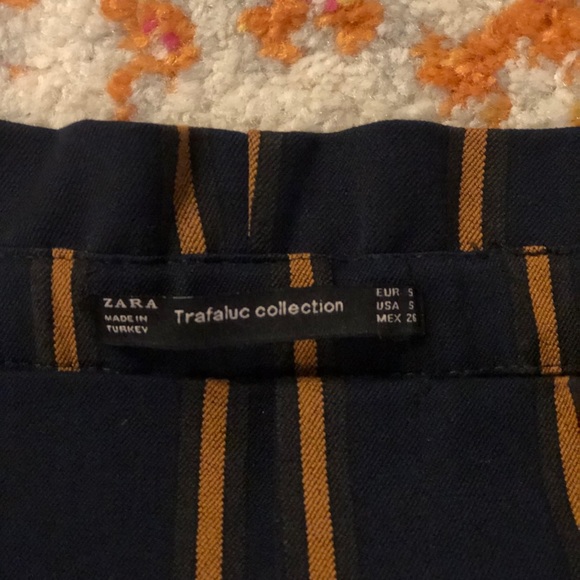 ZARA
MADE IN
TURKEY
Trafaluc collection
EUR S
USA S
MEX 26